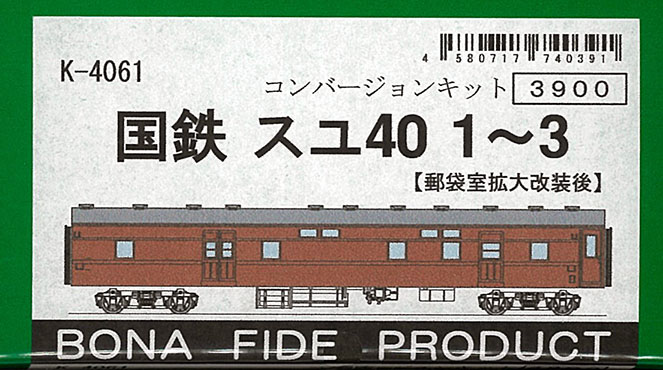 K-4061
4 580717 740391
コンバージョンキット 3900
国鉄 スユ40 1～3
【郵袋室拡大改装後】
BONA FIDE PRODUCT
K-4061